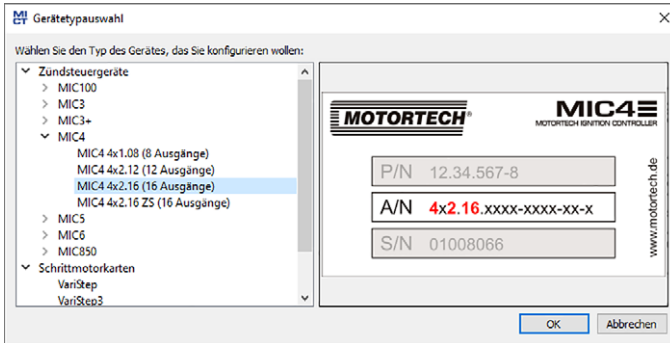 MICT Gerätetypauswahl
Wählen Sie den Typ des Gerätes, das Sie konfigurieren wollen:
Zündsteuergeräte
MIC100
MIC3
MIC3+
MIC4
MIC4 4x1.08 (8 Ausgänge)
MIC4 4x2.12 (12 Ausgänge)
MIC4 4x2.16 (16 Ausgänge)
MIC4 4x2.16 ZS (16 Ausgänge)
MIC5
MIC6
MIC850
Schrittmotorkarten
VariStep
VariStep3
MOTORTECH®
MIC4
MOTORTECH IGNITION CONTROLLER
P/N 12.34.567-8
A/N 4x2.16.xxxx-xxxx-xx-x
S/N 01008066
www.motortech.de
OK Abbrechen